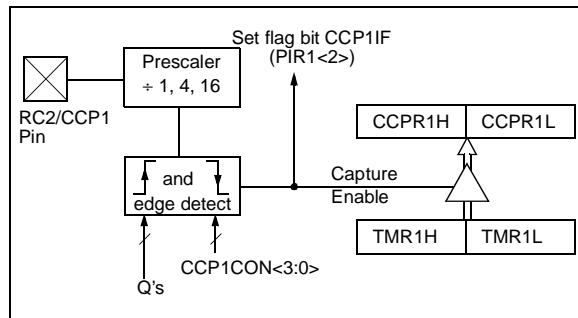 Set flag bit CCP1IF
(PIR1<2>)
Prescaler
÷ 1, 4, 16
RC2/CCP1
Pin
CCPR1H
CCPR1L
and
edge detect
Capture
Enable
TMR1H
TMR1L
CCP1CON<3:0>
Q's